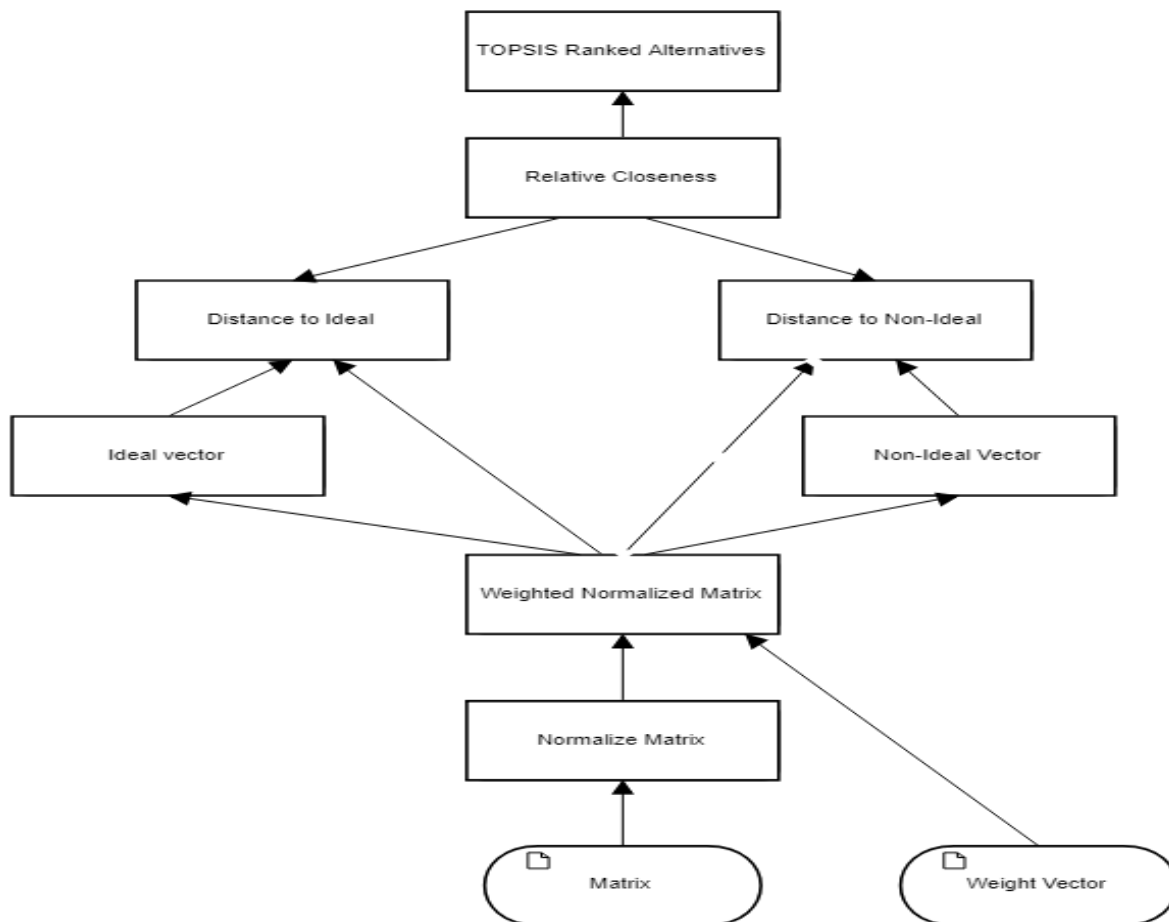 TOPSIS Ranked Alternatives
Relative Closeness
Distance to Ideal
Distance to Non-Ideal
Ideal vector
Non-Ideal Vector
Weighted Normalized Matrix
Normalize Matrix
Matrix
Weight Vector